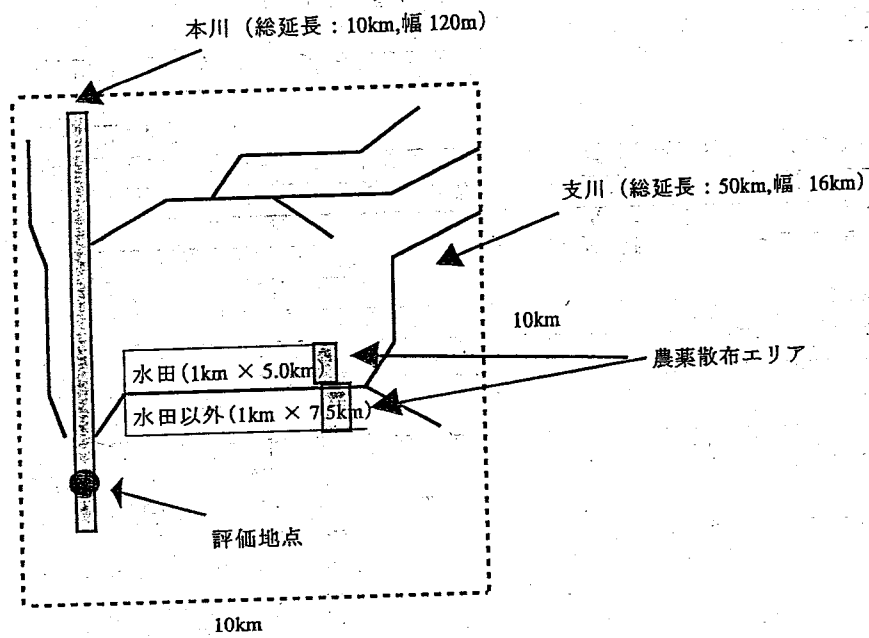 本川（総延長：10km,幅 120m）
支川（総延長：50km,幅 16km）
10km
農薬散布エリア
水田(1km × 5.0km)
水田以外(1km × 7.5km)
評価地点
10km